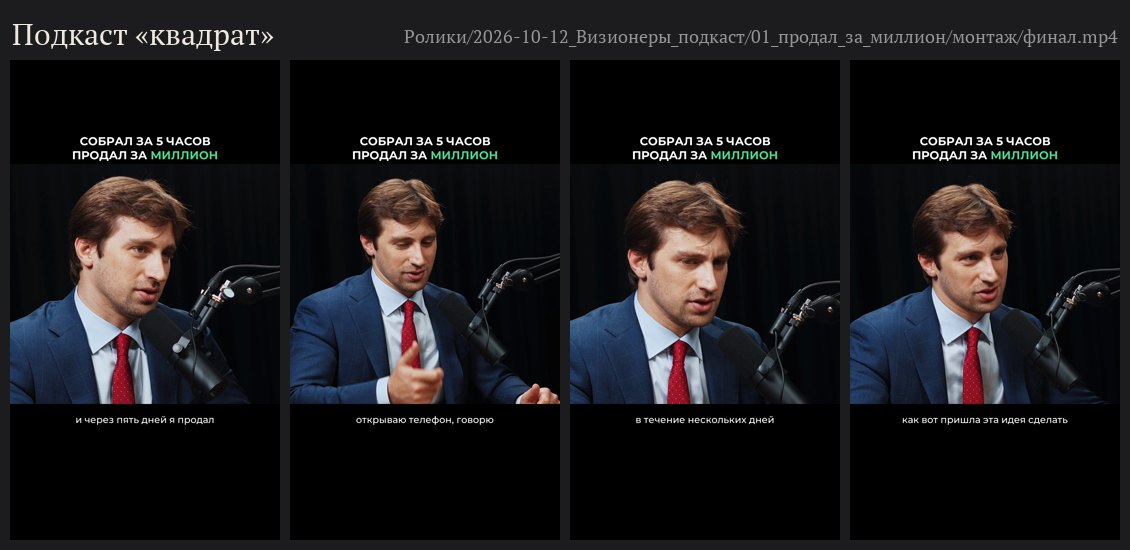 Подкаст «квадрат»
Ролики/2026-10-12_Визионеры_подкаст/01_продал_за_миллион/монтаж/финал.mp4
СОБРАЛ ЗА 5 ЧАСОВ
ПРОДАЛ ЗА МИЛЛИОН
и через пять дней я продал
СОБРАЛ ЗА 5 ЧАСОВ
ПРОДАЛ ЗА МИЛЛИОН
открываю телефон, говорю
СОБРАЛ ЗА 5 ЧАСОВ
ПРОДАЛ ЗА МИЛЛИОН
в течение нескольких дней
СОБРАЛ ЗА 5 ЧАСОВ
ПРОДАЛ ЗА МИЛЛИОН
как вот пришла эта идея сделать